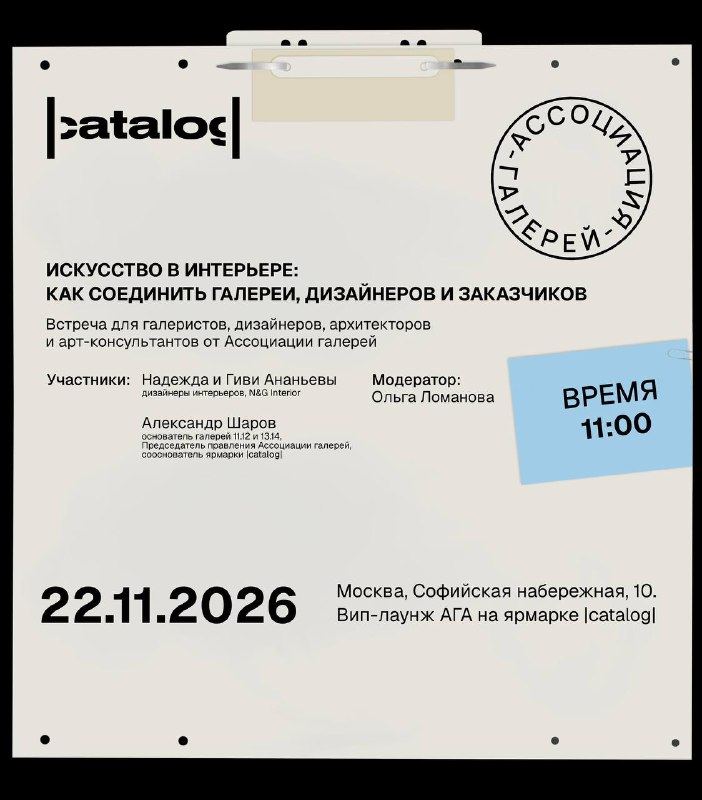 |catalog|
АССОЦИАЦИЯ-ГАЛЕРЕЙ-
ИСКУССТВО В ИНТЕРЬЕРЕ:
КАК СОЕДИНИТЬ ГАЛЕРЕИ, ДИЗАЙНЕРОВ И ЗАКАЗЧИКОВ
Встреча для галеристов, дизайнеров, архитекторов
и арт-консультантов от Ассоциации галерей
Участники:
Надежда и Гиви Ананьевы
дизайнеры интерьеров, N&G Interior
Александр Шаров
основатель галерей 11.12 и 13.14,
Председатель правления Ассоциации галерей,
сооснователь ярмарки |catalog|
Модератор:
Ольга Ломанова
ВРЕМЯ
11:00
22.11.2026
Москва, Софийская набережная, 10.
Вип-лаунж АГА на ярмарке |catalog|